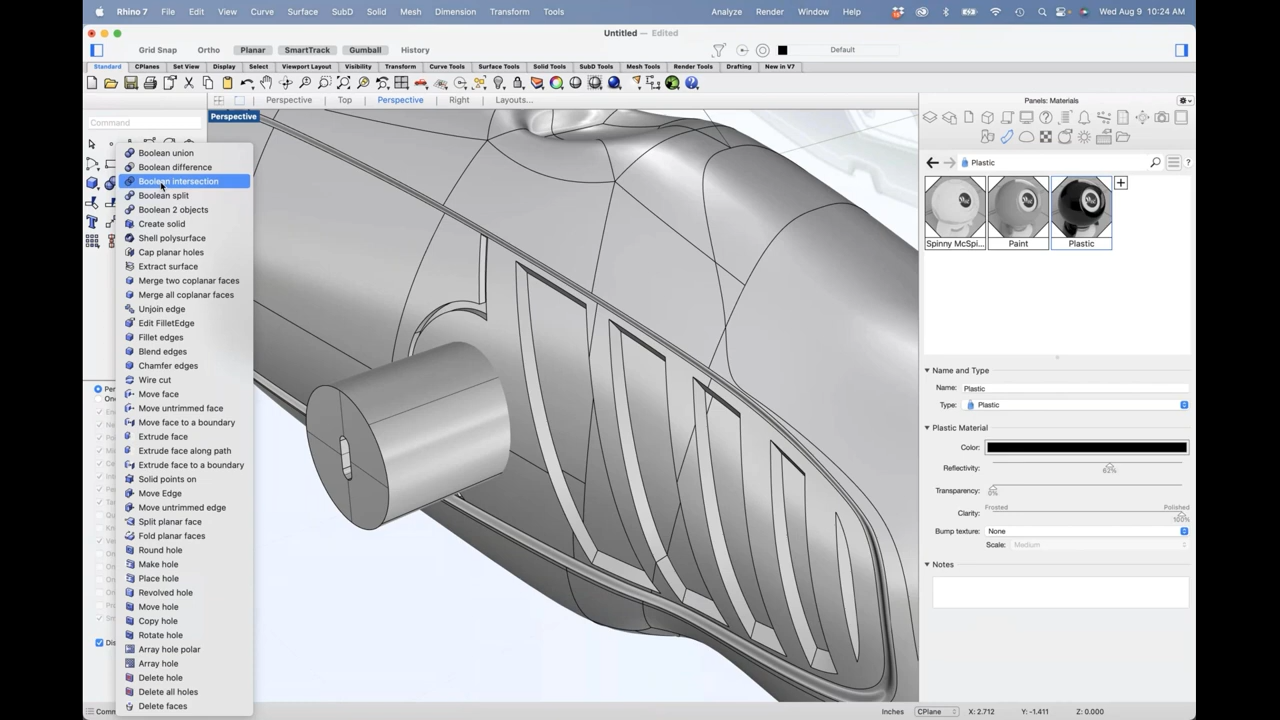 Rhino 7 File Edit View Curve Surface SubD Solid Mesh Dimension Transform Tools Analyze Render Window Help Wed Aug 9 10:24 AM
Untitled — Edited
Grid Snap Ortho Planar SmartTrack Gumball History Default
Standard CPlanes Set View Display Select Viewport Layout Visibility Transform Curve Tools Surface Tools Solid Tools SubD Tools Mesh Tools Render Tools Drafting New in V7
Perspective Top Perspective Right Layouts...
Panels: Materials
Perspective
Command
Boolean union
Boolean difference
Boolean intersection
Boolean split
Boolean 2 objects
Create solid
Shell polysurface
Cap planar holes
Extract surface
Merge two coplanar faces
Merge all coplanar faces
Unjoin edge
Edit FilletEdge
Fillet edges
Blend edges
Chamfer edges
Wire cut
Move face
Move untrimmed face
Move face to a boundary
Extrude face
Extrude face along path
Extrude face to a boundary
Solid points on
Move Edge
Move untrimmed edge
Split planar face
Fold planar faces
Round hole
Make hole
Place hole
Revolved hole
Move hole
Copy hole
Rotate hole
Array hole polar
Array hole
Delete hole
Delete all holes
Delete faces
Plastic
Spinny McSpi... Paint Plastic
Name and Type
Name: Plastic
Type: Plastic
Plastic Material
Color:
Reflectivity:
62%
Transparency:
0%
Frosted Polished
Clarity:
100%
Bump texture: None
Scale: Medium
Notes
Inches CPlane X: 2.712 Y: -1.411 Z: 0.000